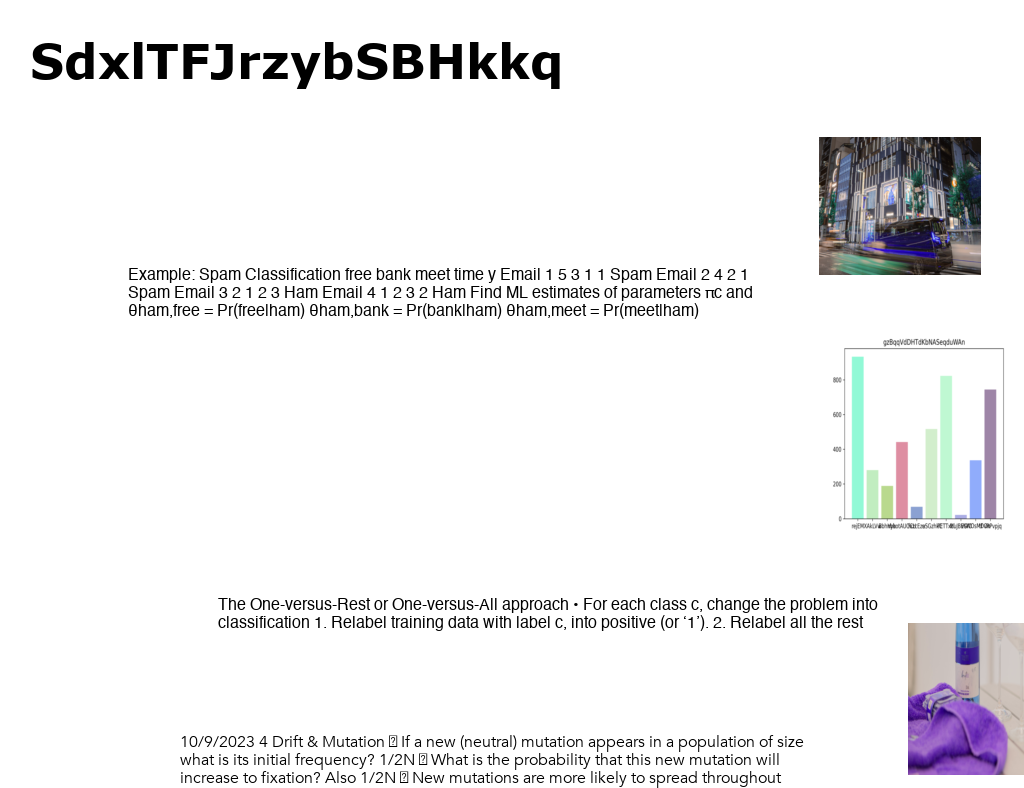 SdxlTFJrzybSBHkkq
Example: Spam Classification free bank meet time y Email 1 5 3 1 1 Spam Email 2 4 2 1
Spam Email 3 2 1 2 3 Ham Email 4 1 2 3 2 Ham Find ML estimates of parameters πc and
θham,free = Pr(free|ham) θham,bank = Pr(bank|ham) θham,meet = Pr(meet|ham)
gzBqqVdDHTdKbNASeqduWAn
800
600
400
200
0
The One-versus-Rest or One-versus-All approach • For each class c, change the problem into
classification 1. Relabel training data with label c, into positive (or ‘1’). 2. Relabel all the rest
10/9/2023 4 Drift & Mutation If a new (neutral) mutation appears in a population of size
what is its initial frequency? 1/2N What is the probability that this new mutation will
increase to fixation? Also 1/2N New mutations are more likely to spread throughout